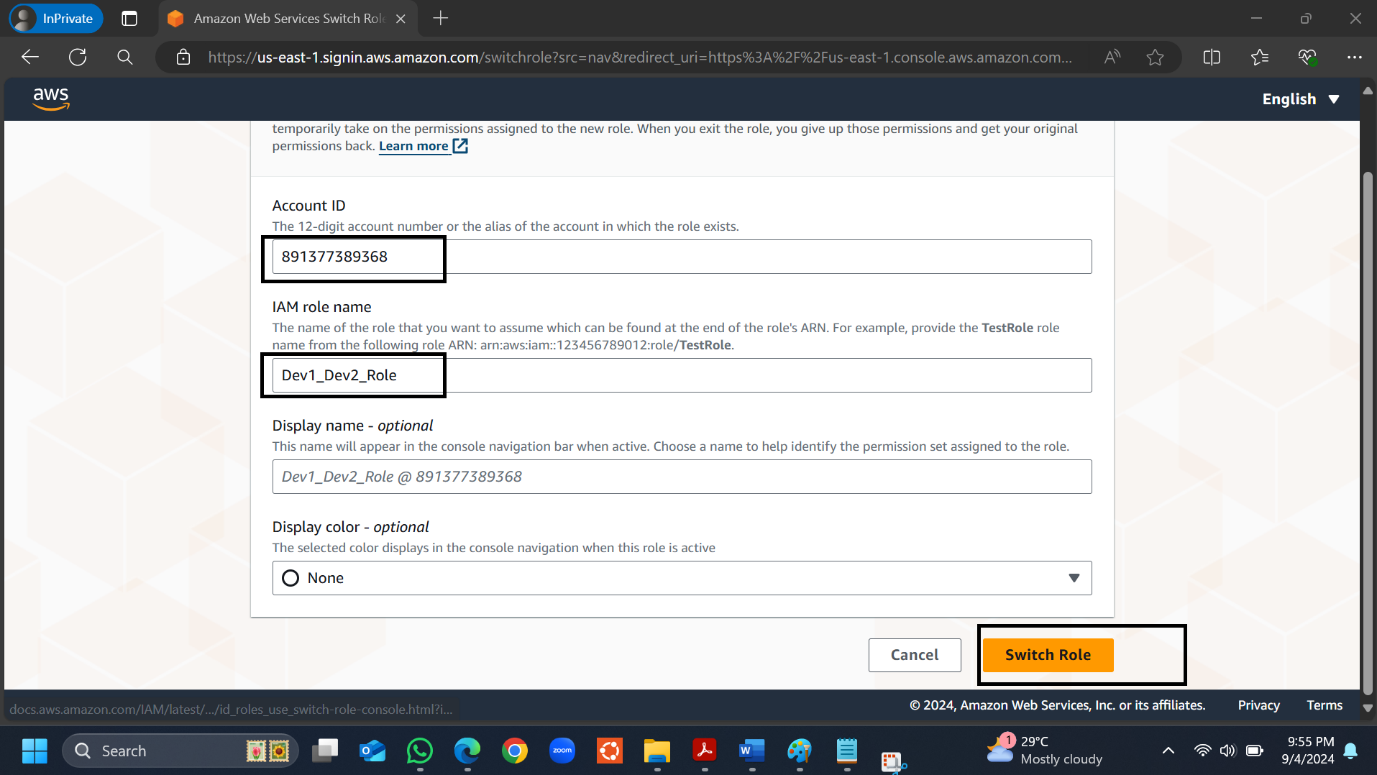 InPrivate
Amazon Web Services Switch Role
https://us-east-1.signin.aws.amazon.com/switchrole?src=nav&redirect_uri=https%3A%2F%2Fus-east-1.console.aws.amazon.com...
aws
English
temporarily take on the permissions assigned to the new role. When you exit the role, you give up those permissions and get your original
permissions back. Learn more
Account ID
The 12-digit account number or the alias of the account in which the role exists.
891377389368
IAM role name
The name of the role that you want to assume which can be found at the end of the role's ARN. For example, provide the TestRole role
name from the following role ARN: arn:aws:iam::123456789012:role/TestRole.
Dev1_Dev2_Role
Display name - optional
This name will appear in the console navigation bar when active. Choose a name to help identify the permission set assigned to the role.
Dev1_Dev2_Role @ 891377389368
Display color - optional
The selected color displays in the console navigation when this role is active
None
Cancel
Switch Role
docs.aws.amazon.com/IAM/latest/.../id_roles_use_switch-role-console.html?i...
© 2024, Amazon Web Services, Inc. or its affiliates.
Privacy
Terms
Search
zoom
1
29°C
Mostly cloudy
9:55 PM
9/4/2024